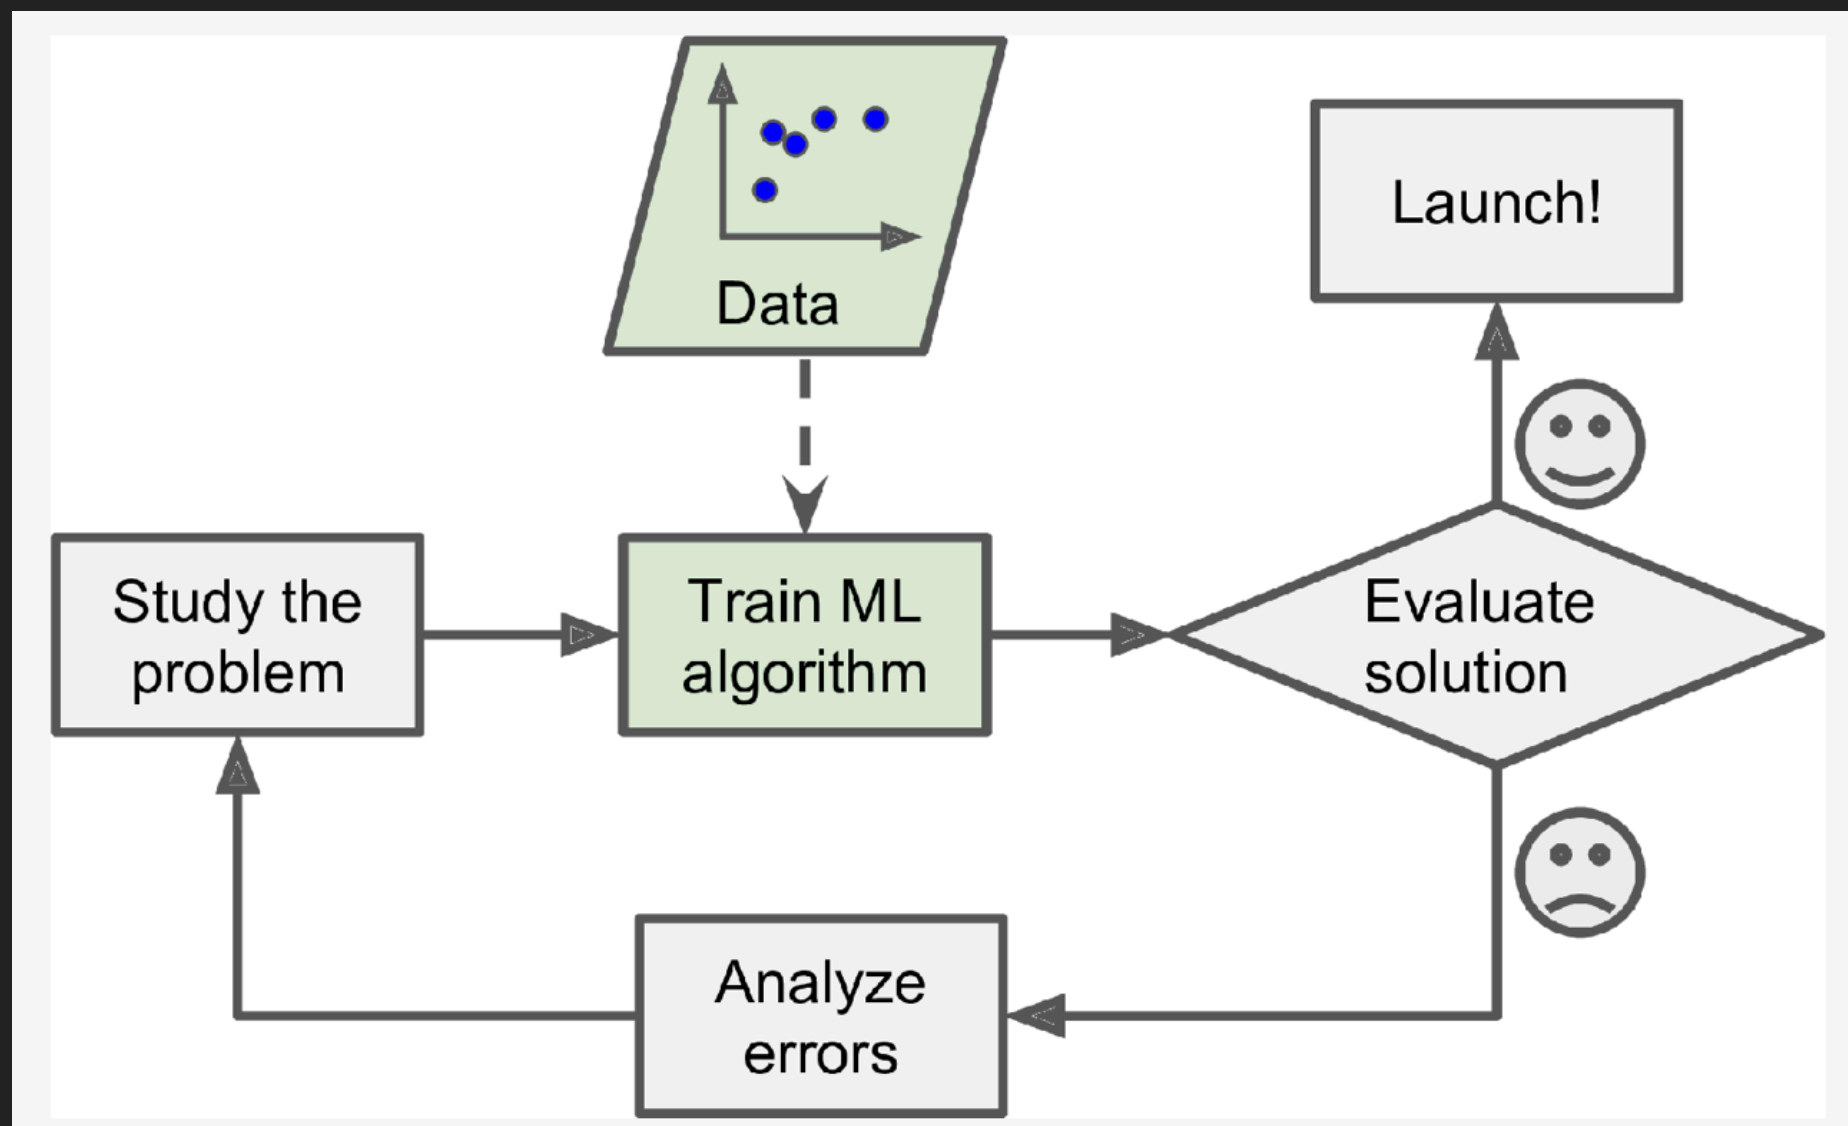 Data
Launch!
Study the
problem
Train ML
algorithm
Evaluate
solution
Analyze
errors